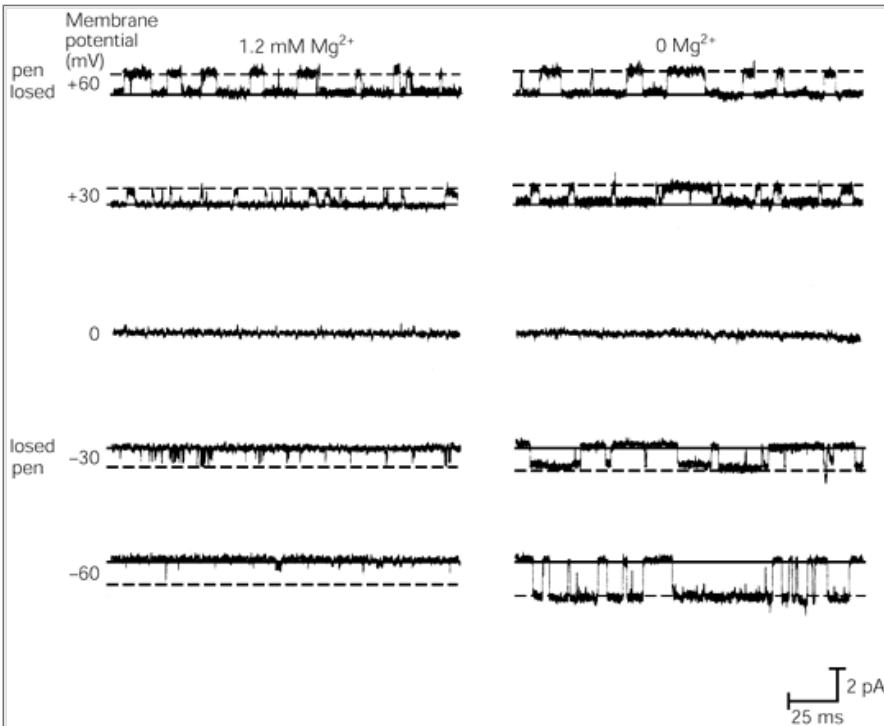 Membrane
potential
(mV)
1.2 mM Mg²⁺
0 Mg²⁺
pen
losed
+60
+30
0
losed
pen
−30
−60
2 pA
25 ms